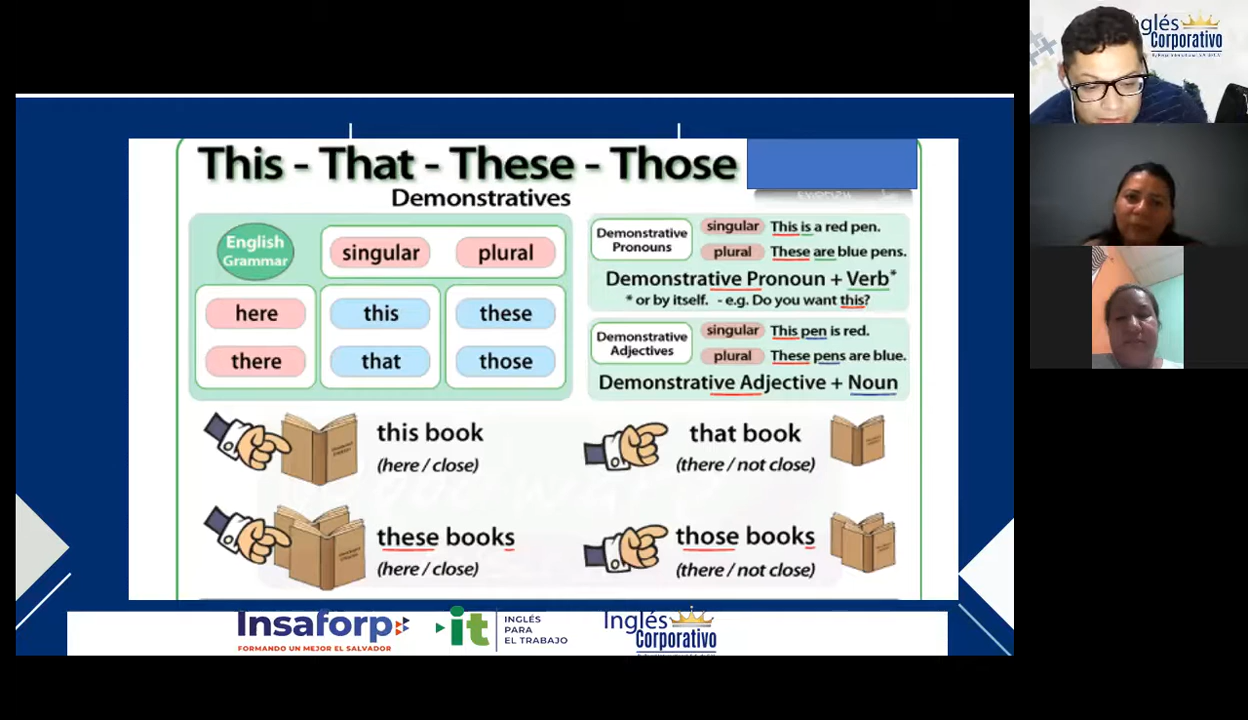 This - That - These - Those
Demonstratives
English
Grammar
singular
plural
here
this
these
there
that
those
Demonstrative
Pronouns
singular
This is a red pen.
plural
These are blue pens.
Demonstrative Pronoun + Verb*
* or by itself. - e.g. Do you want this?
Demonstrative
Adjectives
singular
This pen is red.
plural
These pens are blue.
Demonstrative Adjective + Noun
this book
(here / close)
that book
(there / not close)
these books
(here / close)
those books
(there / not close)
Insaforp
FORMANDO UN MEJOR EL SALVADOR
it
INGLÉS
PARA
EL TRABAJO
Inglés
Corporativo
glés
Corporativo